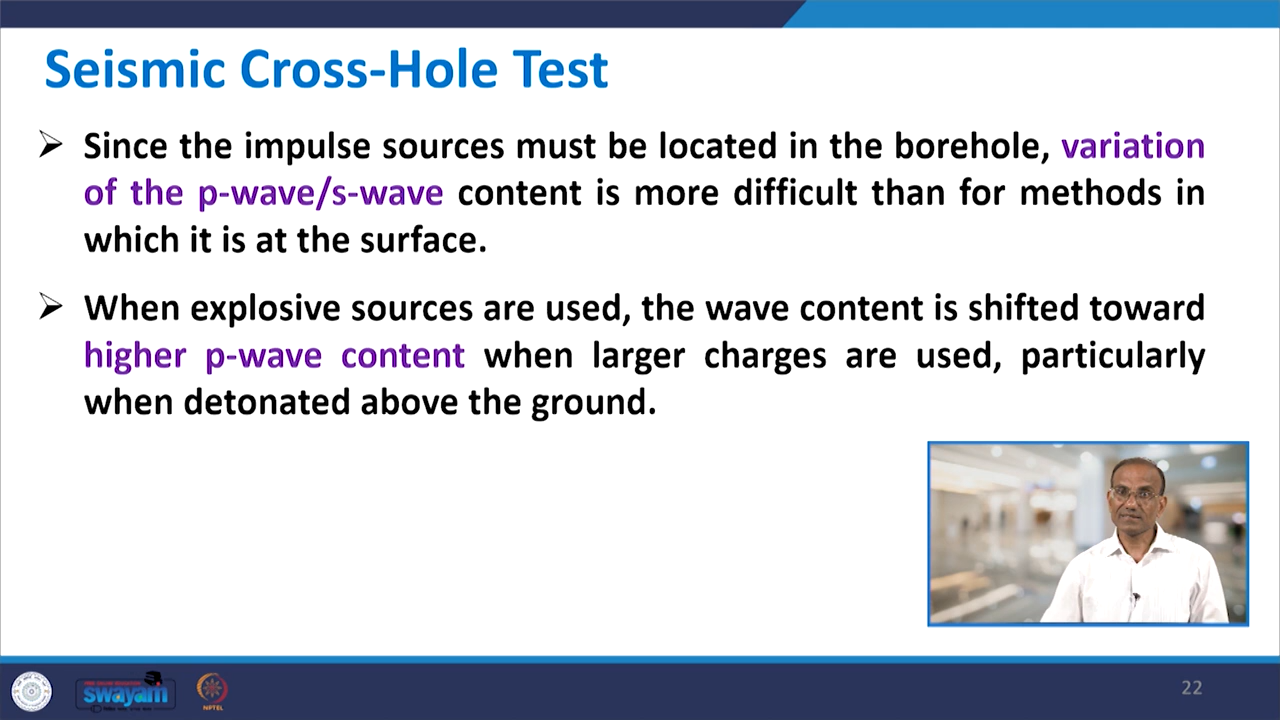 Seismic Cross-Hole Test
➢ Since the impulse sources must be located in the borehole, variation
of the p-wave/s-wave content is more difficult than for methods in
which it is at the surface.
➢ When explosive sources are used, the wave content is shifted toward
higher p-wave content when larger charges are used, particularly
when detonated above the ground.
swayam
NPTEL
22